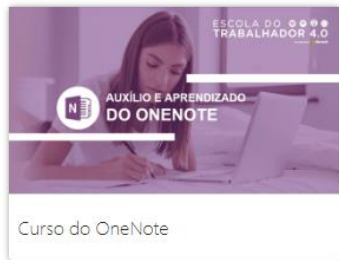 ESCOLA DO
TRABALHADOR 4.0
N
AUXÍLIO E APRENDIZADO
DO ONENOTE
Curso do OneNote